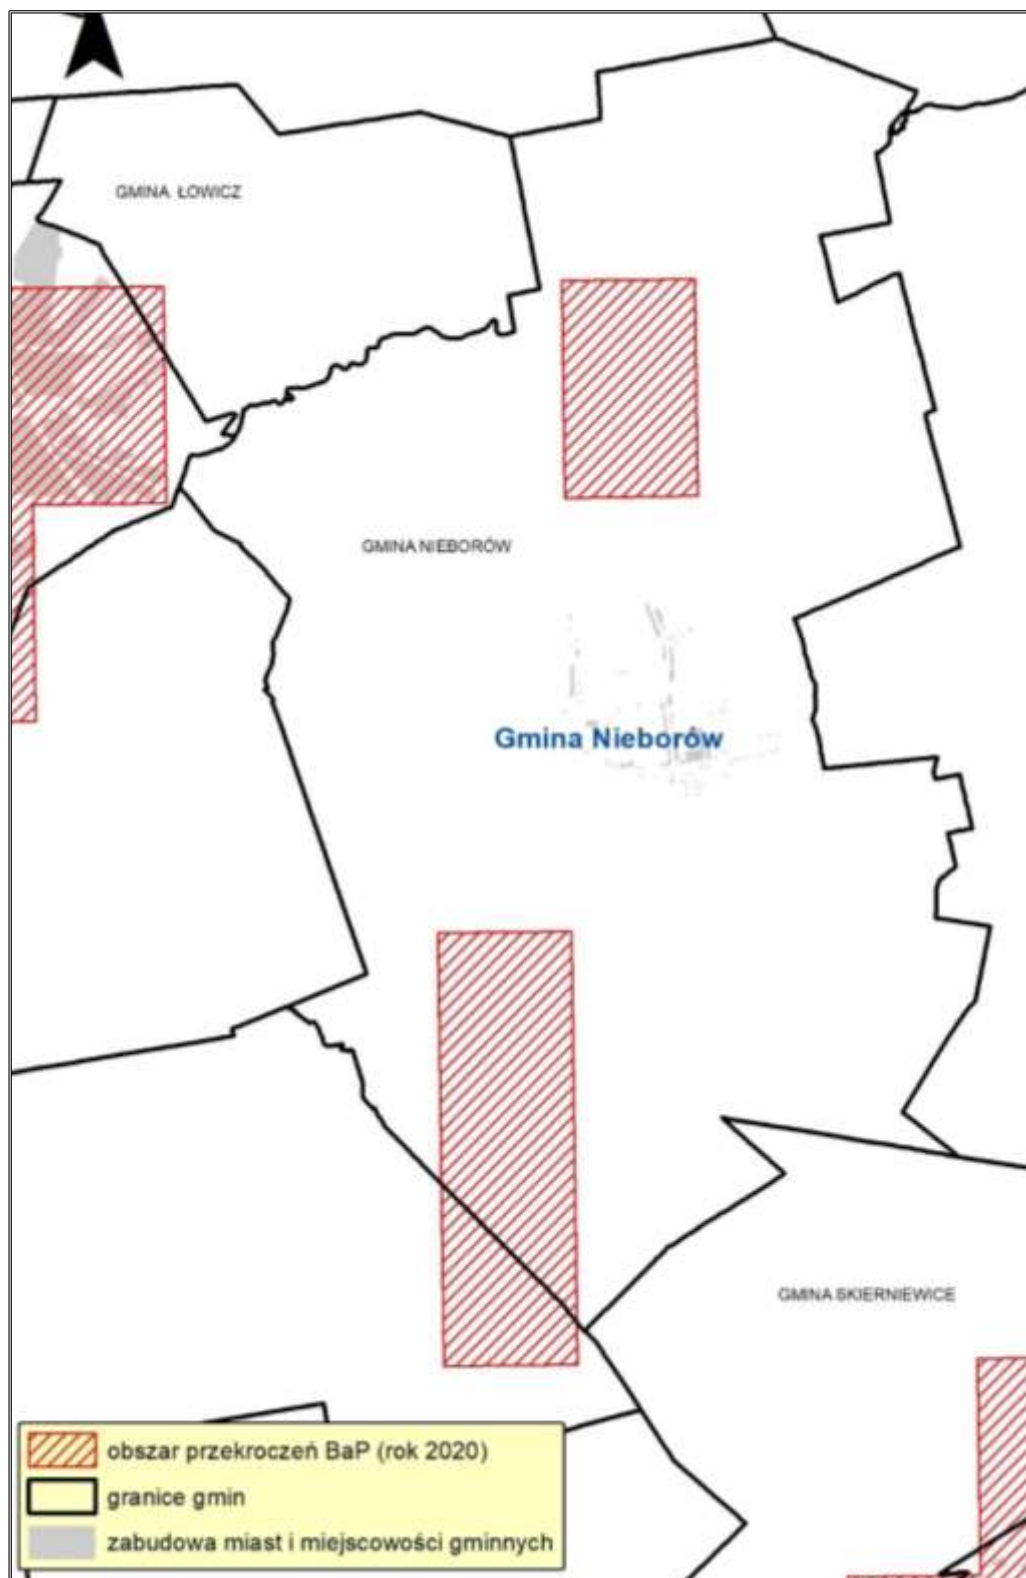 GMINA ŁOWICZ
GMINA NIEBORÓW
Gmina Nieborów
GMINA SKIERNIEWICE
obszar przekroczeń BaP (rok 2020)
granice gmin
zabudowa miast i miejscowości gminnych